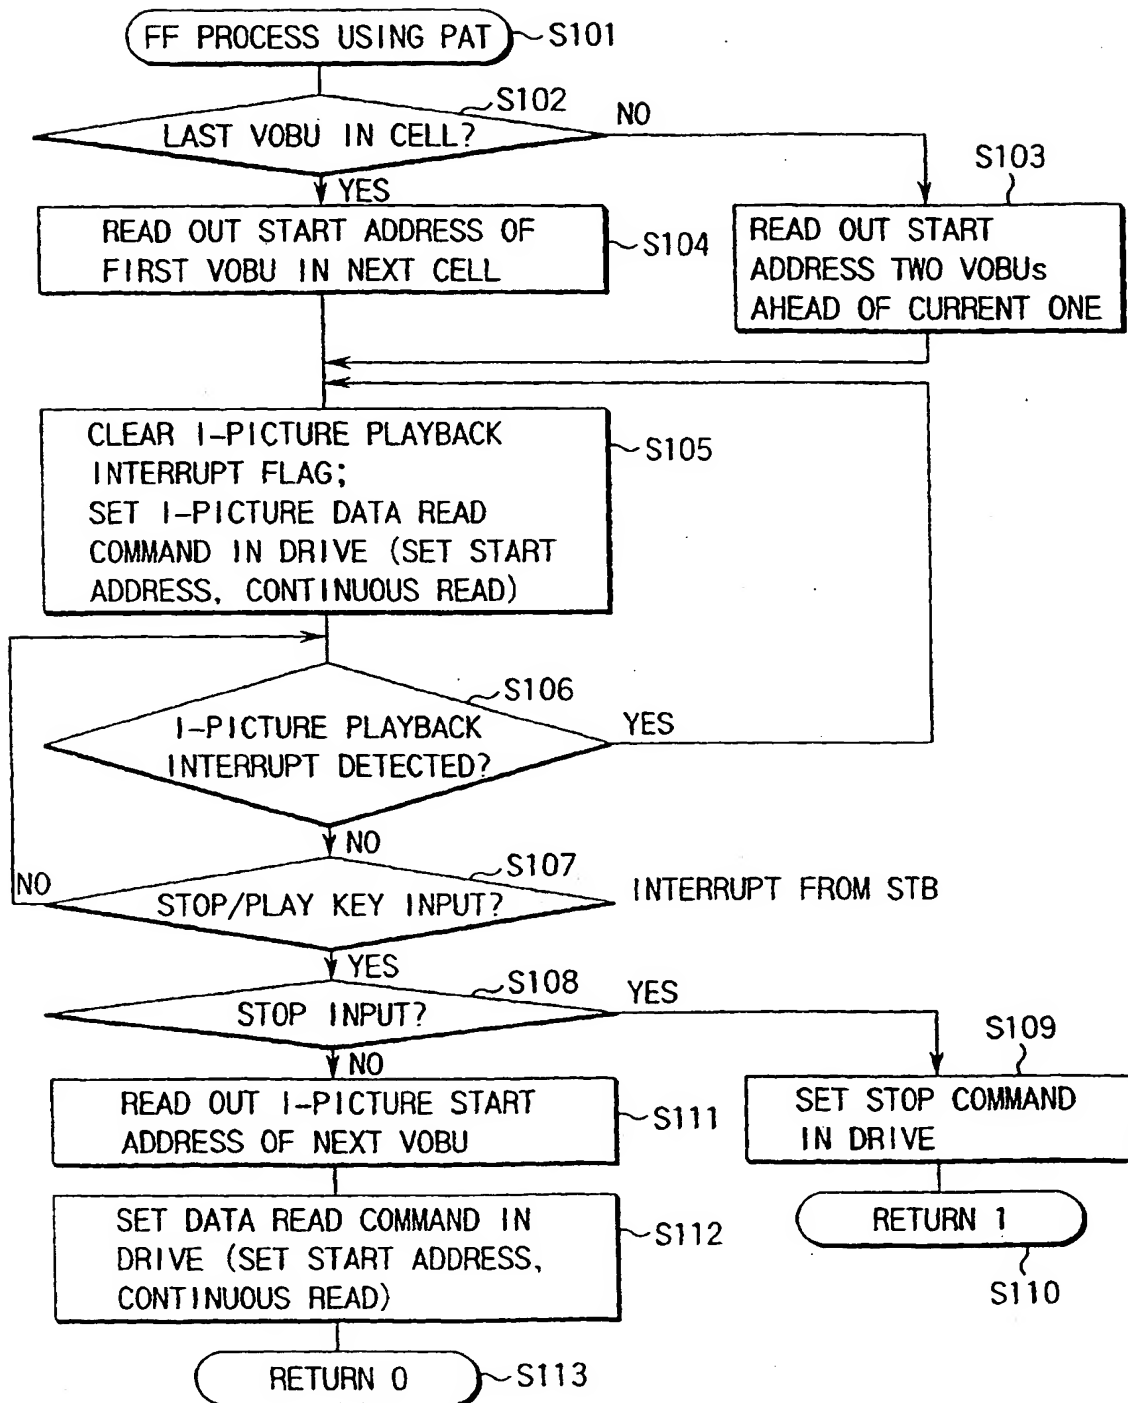 FF PROCESS USING PAT
S101
S102
LAST VOBU IN CELL?
NO
YES
S103
READ OUT START ADDRESS OF
FIRST VOBU IN NEXT CELL
S104
READ OUT START
ADDRESS TWO VOBUs
AHEAD OF CURRENT ONE
CLEAR I-PICTURE PLAYBACK
INTERRUPT FLAG;
SET I-PICTURE DATA READ
COMMAND IN DRIVE (SET START
ADDRESS, CONTINUOUS READ)
S105
S106
I-PICTURE PLAYBACK
INTERRUPT DETECTED?
YES
NO
S107
NO
STOP/PLAY KEY INPUT?
INTERRUPT FROM STB
YES
S108
STOP INPUT?
YES
NO
S109
READ OUT I-PICTURE START
ADDRESS OF NEXT VOBU
S111
SET STOP COMMAND
IN DRIVE
SET DATA READ COMMAND IN
DRIVE (SET START ADDRESS,
CONTINUOUS READ)
S112
RETURN 1
S110
RETURN 0
S113